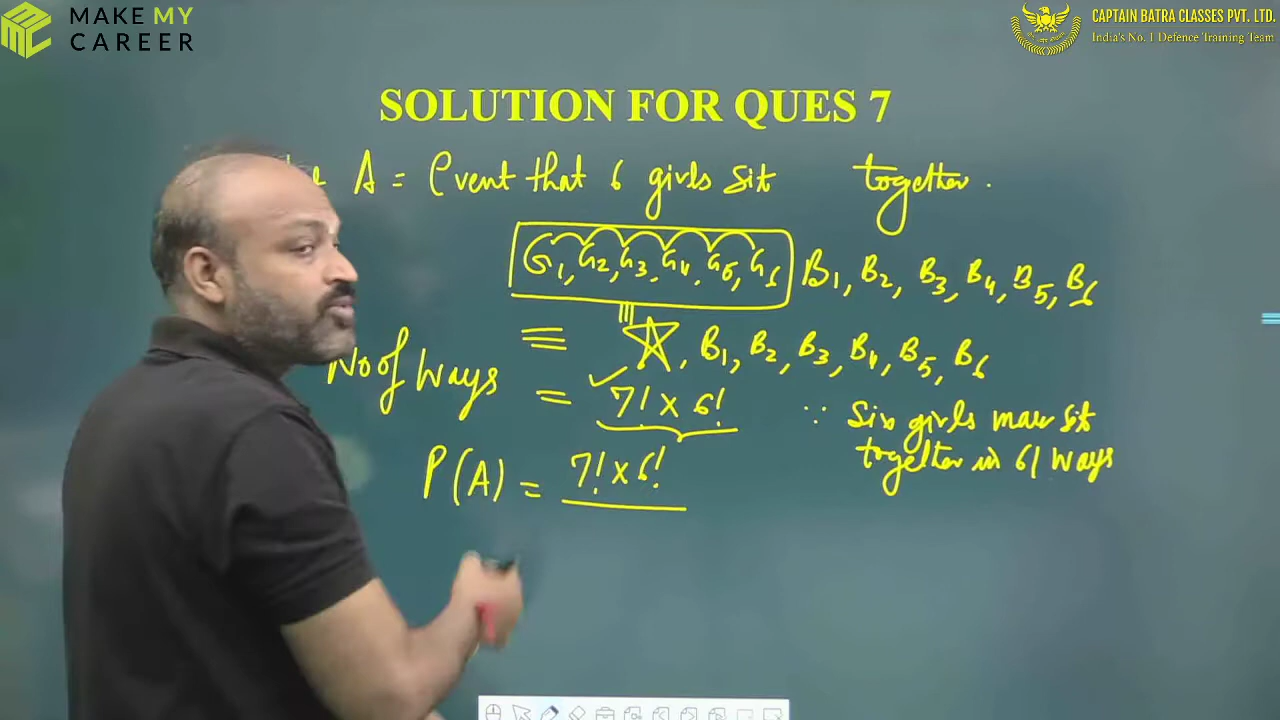 MAKE MY
CAREER
CAPTAIN BATRA CLASSES PVT. LTD.
India's No. 1 Defence Training Team
SOLUTION FOR QUES 7
A = Event that 6 girls sit together.
G1, G2, G3, G4, G5, G6 B1, B2, B3, B4, B5, B6
≡ ☆, B1, B2, B3, B4, B5, B6
No of Ways = 7! × 6! ∵ Six girls may sit
together in 6! ways
P(A) = 7! × 6!